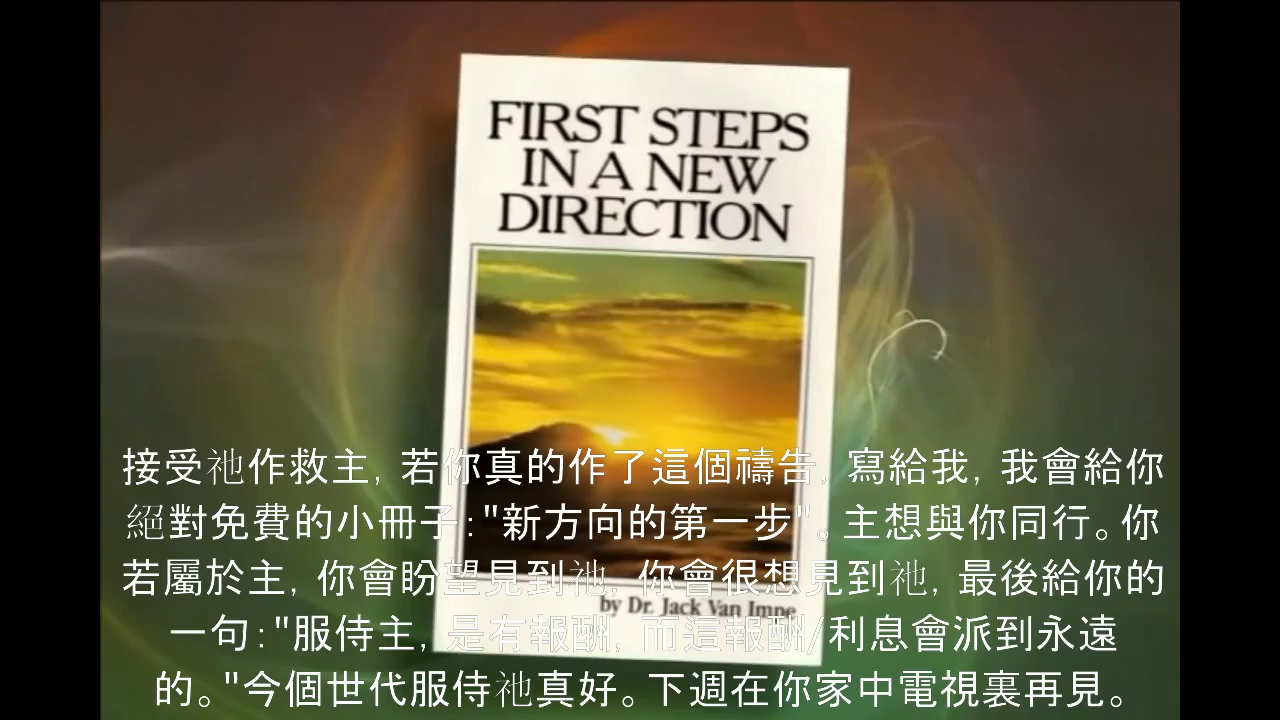 FIRST STEPS
IN A NEW
DIRECTION
接受祂作救主, 若你真的作了這個禱告, 寫給我, 我會給你
絕對免費的小冊子:"新方向的第一步"。主想與你同行。你
若屬於主, 你會盼望見到祂, 你會很想見到祂, 最後給你的
by Dr. Jack Van Impe
一句:"服侍主, 是有報酬, 而這報酬/利息會派到永遠
的。"今個世代服侍祂真好。下週在你家中電視裏再見。